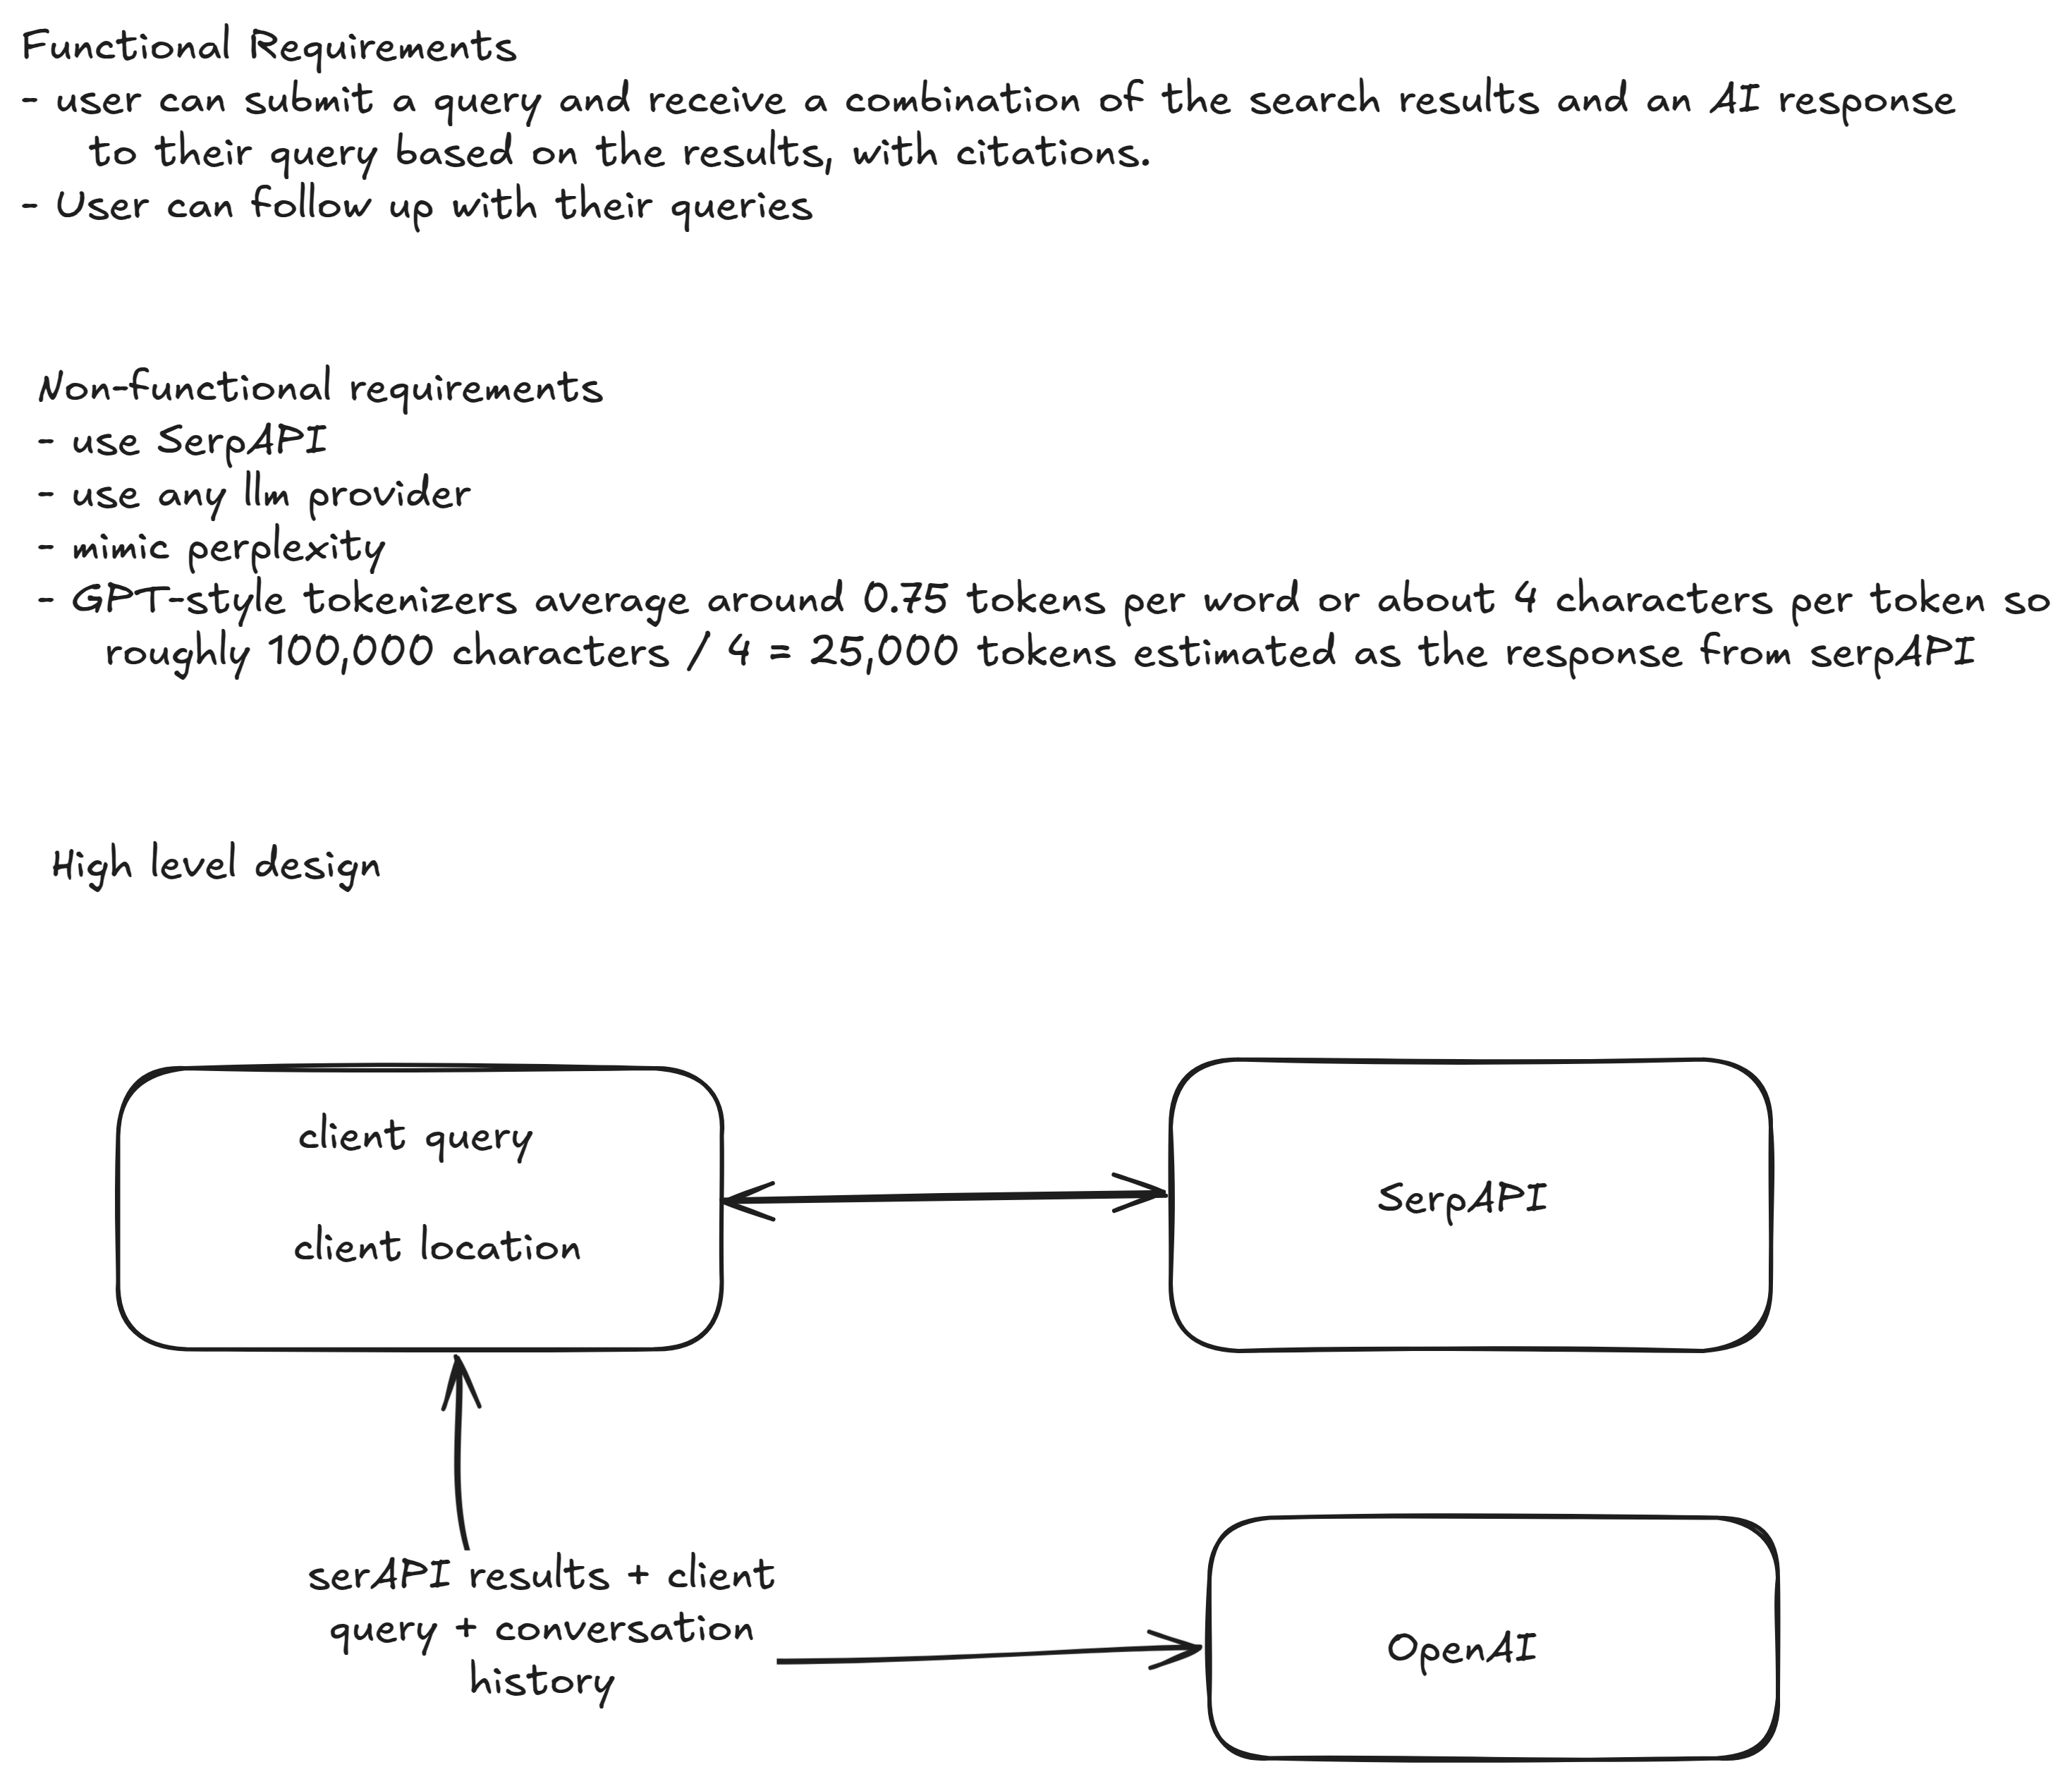 Functional Requirements
- user can submit a query and receive a combination of the search results and an AI response
to their query based on the results, with citations.
- User can follow up with their queries
Non-functional requirements
- use SerpAPI
- use any llm provider
- mimic perplexity
- GPT-style tokenizers average around 0.75 tokens per word or about 4 characters per token so
roughly 100,000 characters / 4 = 25,000 tokens estimated as the response from serpAPI
High level design
client query
client location
SerpAPI
serAPI results + client
query + conversation
history
OpenAI